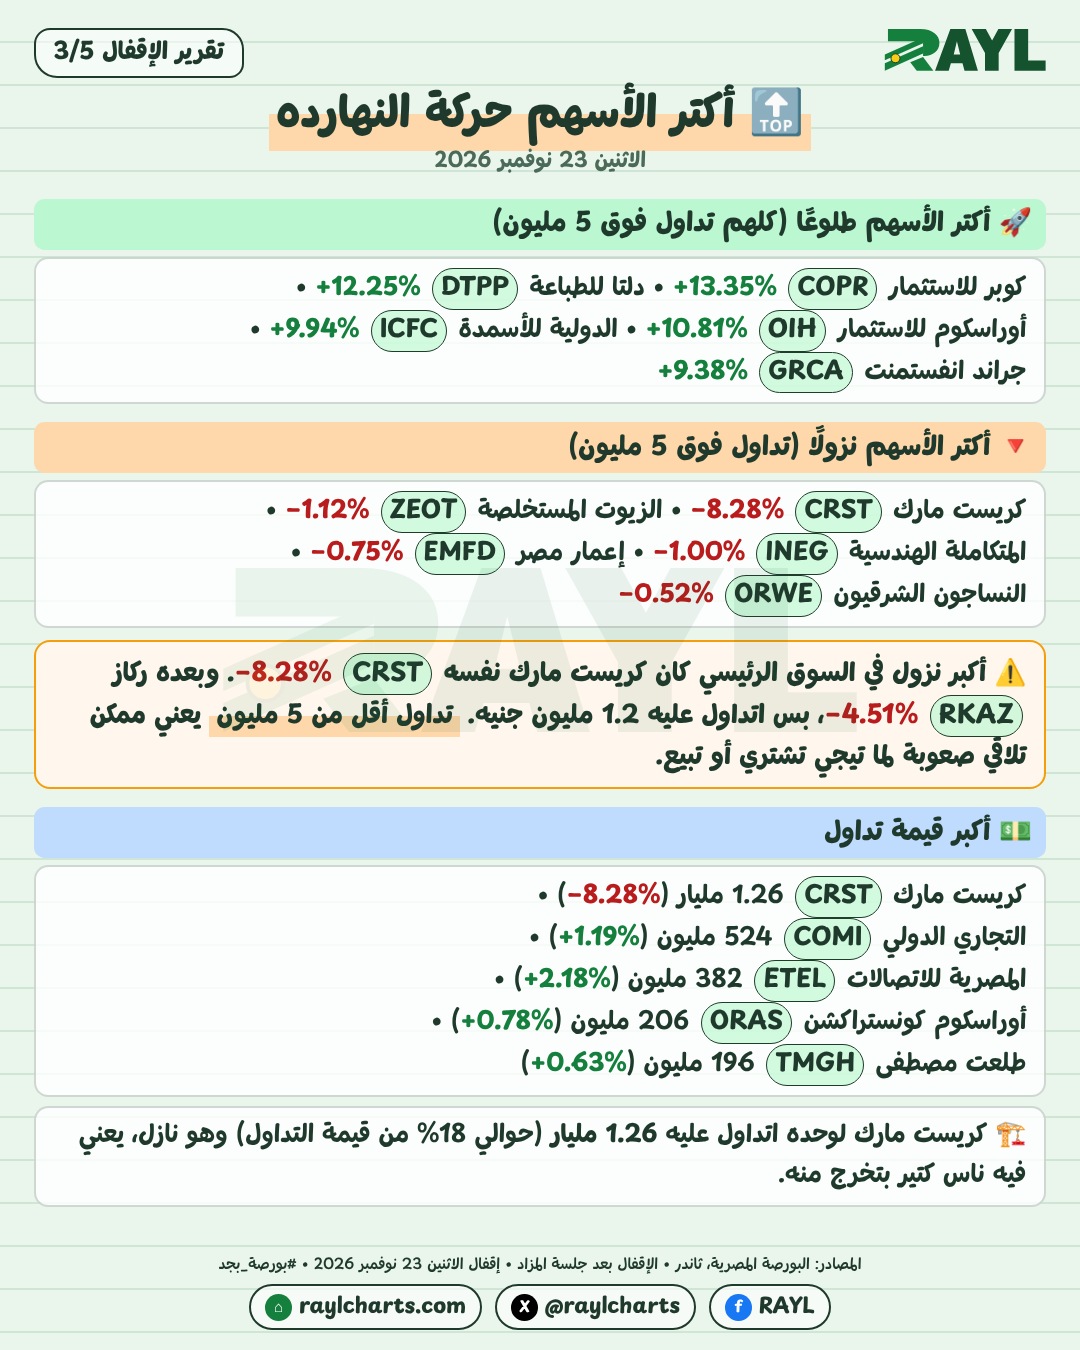 RAYL
تقرير الإقفال 3/5
🔝 أكتر الأسهم حركة النهارده
الاثنين 23 نوفمبر 2026
🚀 أكتر الأسهم طلوعًا (كلهم تداول فوق 5 مليون)
كوبر للاستثمار COPR +13.35% • دلتا للطباعة DTPP +12.25% •
أوراسكوم للاستثمار OIH +10.81% • الدولية للأسمدة ICFC +9.94% •
جراند انفستمنت GRCA +9.38%
🔻 أكتر الأسهم نزولًا (تداول فوق 5 مليون)
كريست مارك CRST −8.28% • الزيوت المستخلصة ZEOT −1.12% •
المتكاملة الهندسية INEG −1.00% • إعمار مصر EMFD −0.75% •
النساجون الشرقيون ORWE −0.52%
⚠️ أكبر نزول في السوق الرئيسي كان كريست مارك نفسه CRST −8.28%. وبعده ركاز
RKAZ −4.51%، بس اتداول عليه 1.2 مليون جنيه. تداول أقل من 5 مليون يعني ممكن
تلاقي صعوبة لما تيجي تشتري أو تبيع.
💵 أكبر قيمة تداول
كريست مارك CRST 1.26 مليار (−8.28%) •
التجاري الدولي COMI 524 مليون (+1.19%) •
المصرية للاتصالات ETEL 382 مليون (+2.18%) •
أوراسكوم كونستراكشن ORAS 206 مليون (+0.78%) •
طلعت مصطفى TMGH 196 مليون (+0.63%)
🏗️ كريست مارك لوحده اتداول عليه 1.26 مليار (حوالي 18% من قيمة التداول) وهو نازل، يعني
فيه ناس كتير بتخرج منه.
المصادر: البورصة المصرية، ثاندر • الإقفال بعد جلسة المزاد • إقفال الاثنين 23 نوفمبر 2026 • #بورصة_بجد
raylcharts.com
@raylcharts
RAYL